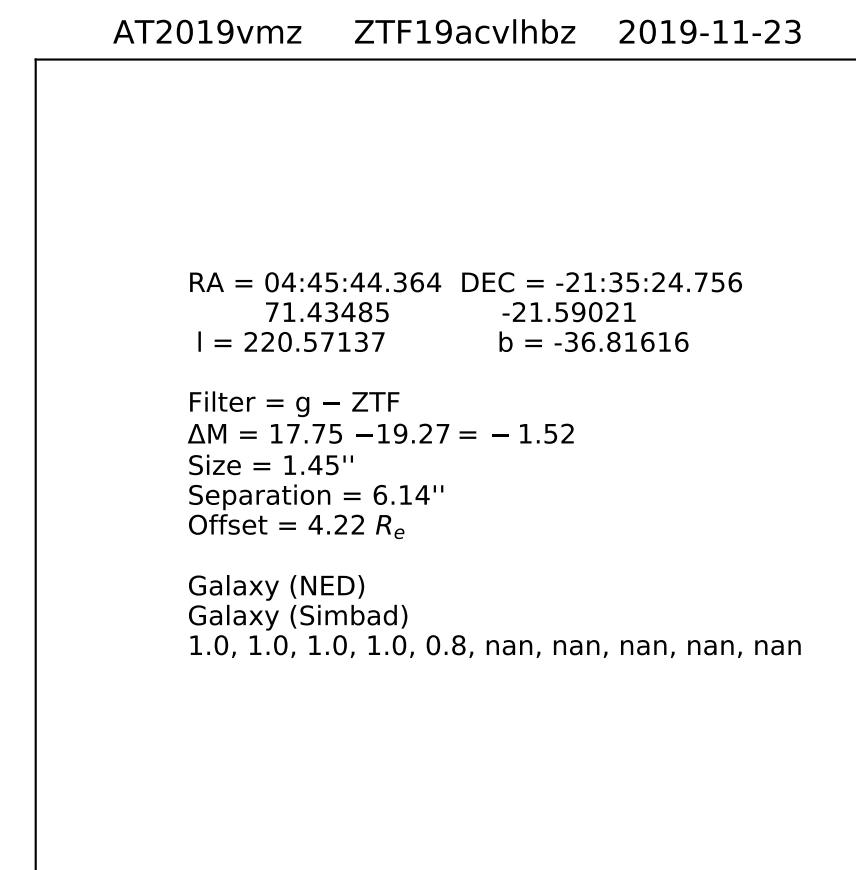 AT2019vmz ZTF19acvlhbz 2019-11-23
RA = 04:45:44.364 DEC = -21:35:24.756
71.43485 -21.59021
l = 220.57137 b = -36.81616
Filter = g − ZTF
ΔM = 17.75 −19.27 = − 1.52
Size = 1.45''
Separation = 6.14''
Offset = 4.22 Re
Galaxy (NED)
Galaxy (Simbad)
1.0, 1.0, 1.0, 1.0, 0.8, nan, nan, nan, nan, nan